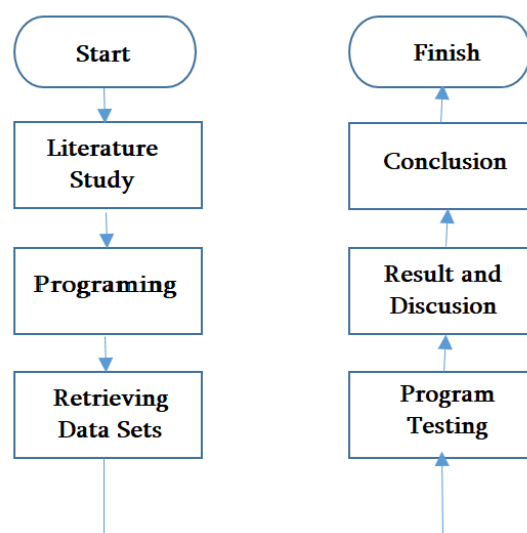 Start
Literature
Study
Programing
Retrieving
Data Sets
Finish
Conclusion
Result and
Discusion
Program
Testing